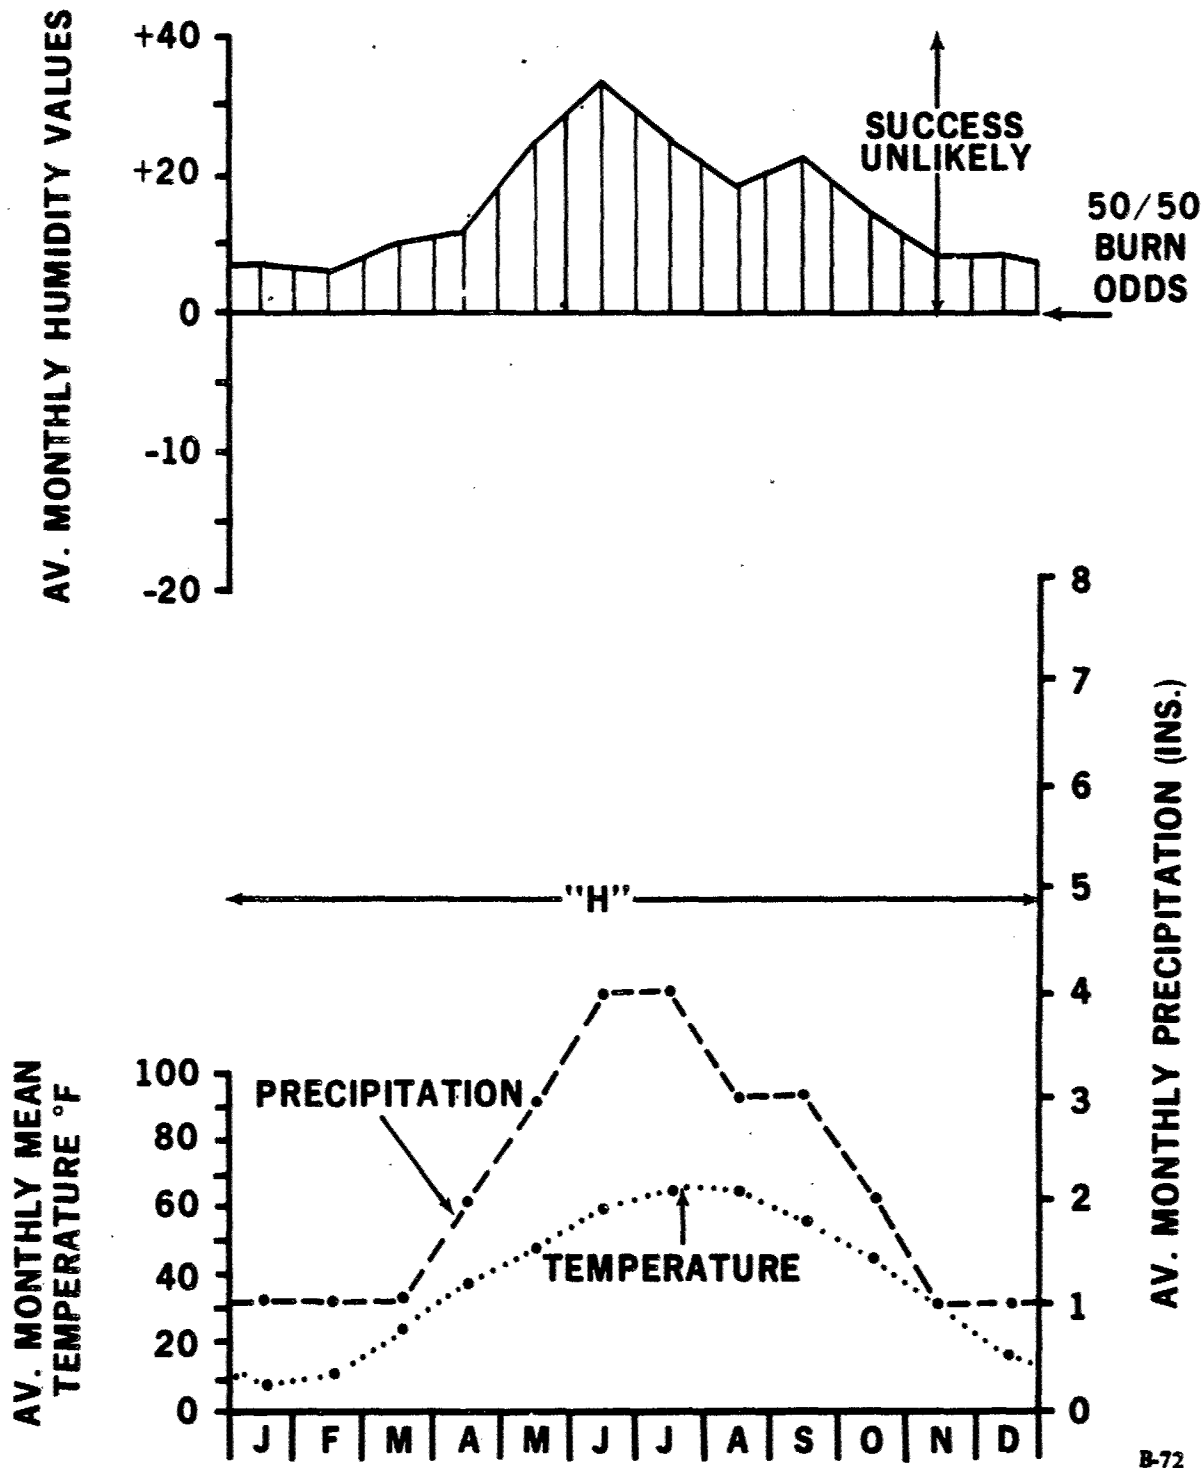 AV. MONTHLY HUMIDITY VALUES
+40
+20
0
-10
-20
SUCCESS
UNLIKELY
50/50
BURN
ODDS
8
7
6
5
4
3
2
1
0
AV. MONTHLY PRECIPITATION (INS.)
"H"
AV. MONTHLY MEAN
TEMPERATURE °F
100
80
60
40
20
0
PRECIPITATION
TEMPERATURE
J F M A M J J A S O N D
B-72